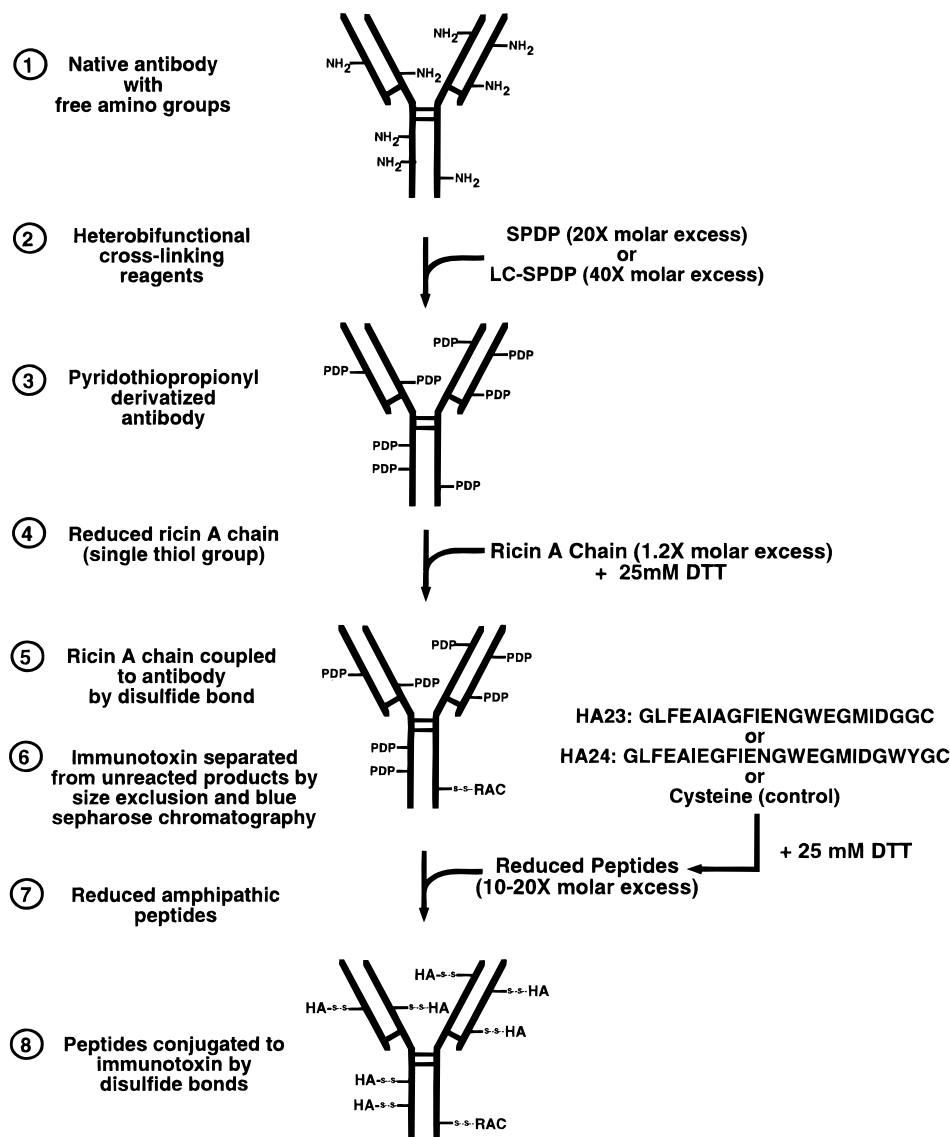 1
Native antibody
with
free amino groups
NH2
NH2
NH2
NH2
NH2
NH2
NH2
NH2
2
Heterobifunctional
cross-linking
reagents
SPDP (20X molar excess)
or
LC-SPDP (40X molar excess)
3
Pyridothiopropionyl
derivatized
antibody
PDP
PDP
PDP
PDP
PDP
PDP
PDP
PDP
4
Reduced ricin A chain
(single thiol group)
Ricin A Chain (1.2X molar excess)
+ 25mM DTT
5
Ricin A chain coupled
to antibody
by disulfide bond
PDP
PDP
PDP
PDP
PDP
PDP
PDP
s-s-RAC
6
Immunotoxin separated
from unreacted products by
size exclusion and blue
sepharose chromatography
HA23: GLFEAIAGFIENGWEGMIDGGC
or
HA24: GLFEAIEGFIENGWEGMIDGWYGC
or
Cysteine (control)
+ 25 mM DTT
Reduced Peptides
(10-20X molar excess)
7
Reduced amphipathic
peptides
8
Peptides conjugated to
immunotoxin by
disulfide bonds
HA-s-s
s-s-HA
HA-s-s
s-s-HA
s-s-HA
HA-s-s
HA-s-s
s-s-RAC